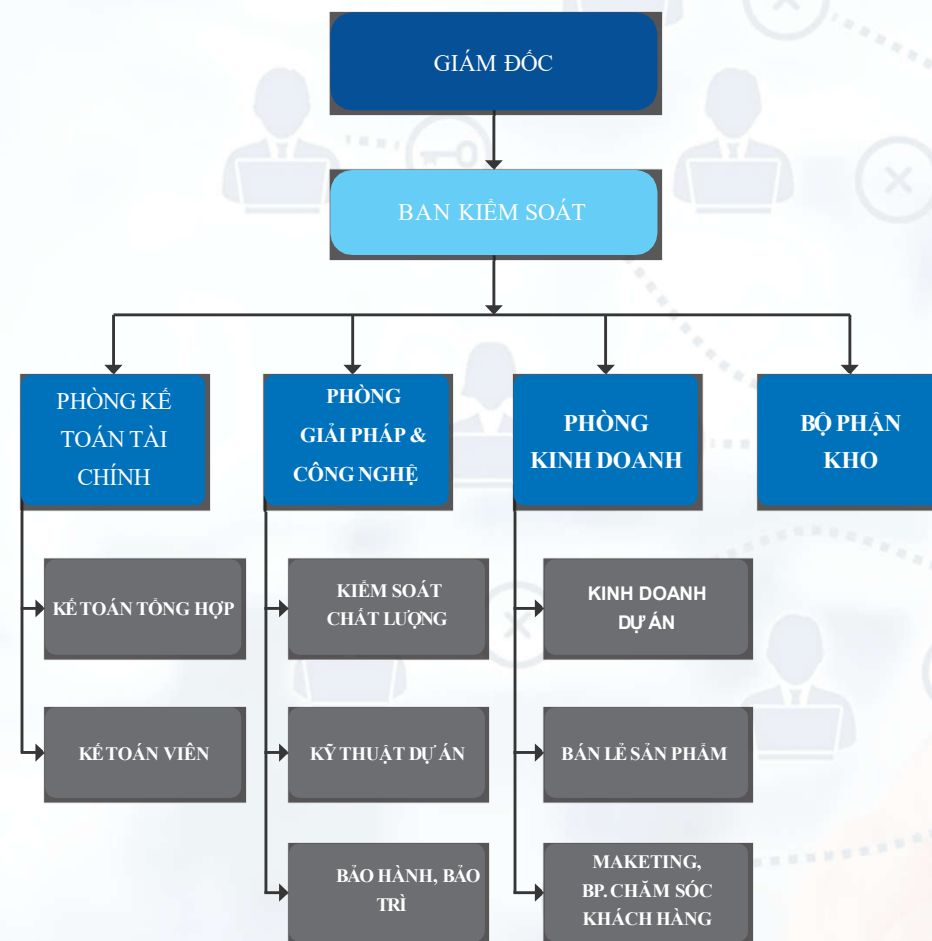 GIÁM ĐỐC
BAN KIỂM SOÁT
PHÒNG KẾ
TOÁN TÀI
CHÍNH
PHÒNG
GIẢI PHÁP &
CÔNG NGHỆ
PHÒNG
KINH DOANH
BỘ PHẬN
KHO
KẾ TOÁN TỔNG HỢP
KIỂM SOÁT
CHẤT LƯỢNG
KINH DOANH
DỰ ÁN
KẾ TOÁN VIÊN
KỸ THUẬT DỰ ÁN
BÁN LẺ SẢN PHẨM
BẢO HÀNH, BẢO
TRÌ
MAKETING,
BP. CHĂM SÓC
KHÁCH HÀNG